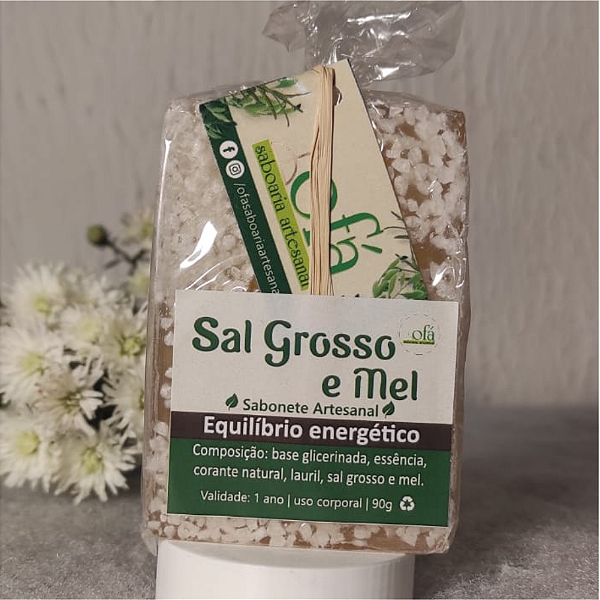 /ofasaboariaartesanal
saboaria artesanal
ofá
Sal Grosso
e Mel
ofá
Sabonete Artesanal
Equilíbrio energético
Composição: base glicerinada, essência,
corante natural, lauril, sal grosso e mel.
Validade: 1 ano | uso corporal | 90g